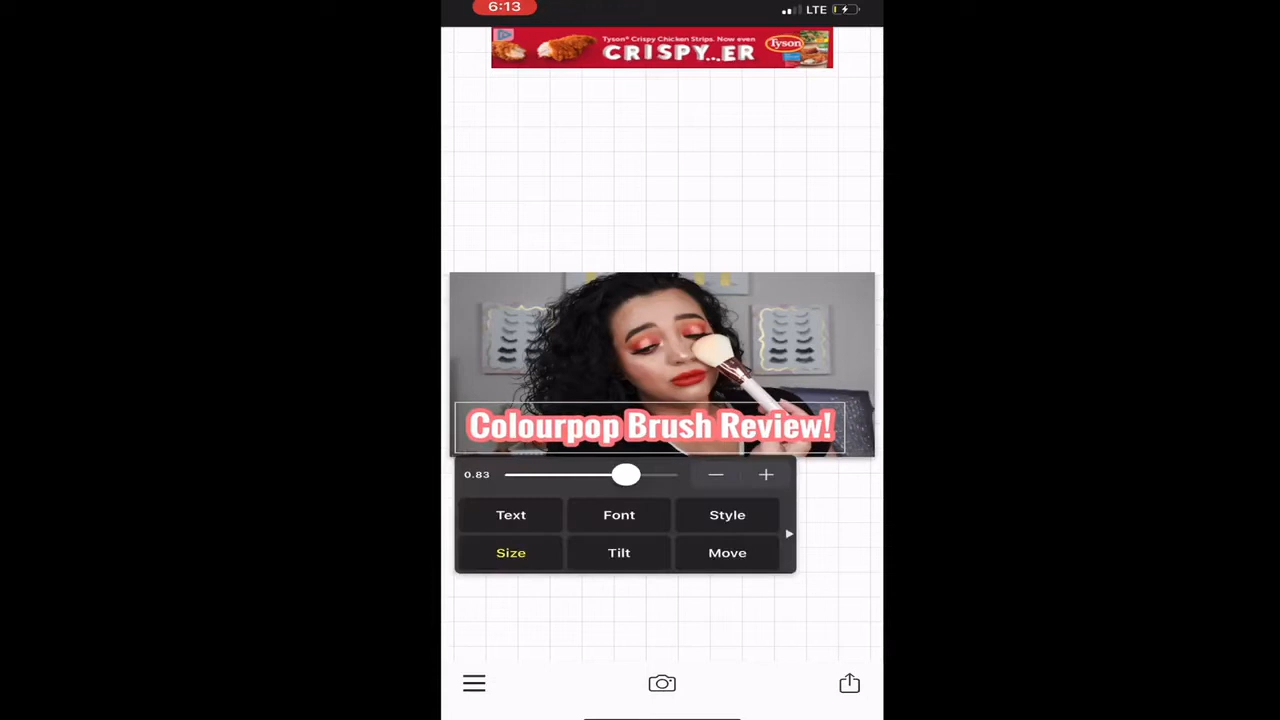 6:13
LTE
Tyson® Crispy Chicken Strips. Now even
CRISPY...ER
Tyson
Colourpop Brush Review!
0.83
Text
Font
Style
Size
Tilt
Move